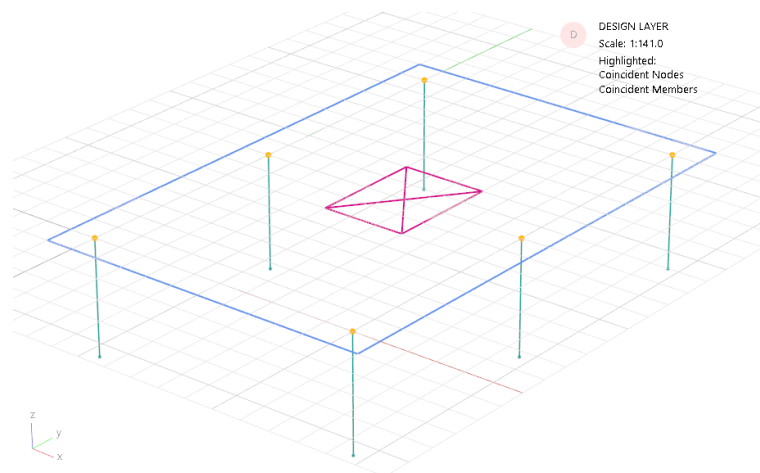 D
DESIGN LAYER
Scale: 1:141.0
Highlighted:
Coincident Nodes
Coincident Members
z
y
x